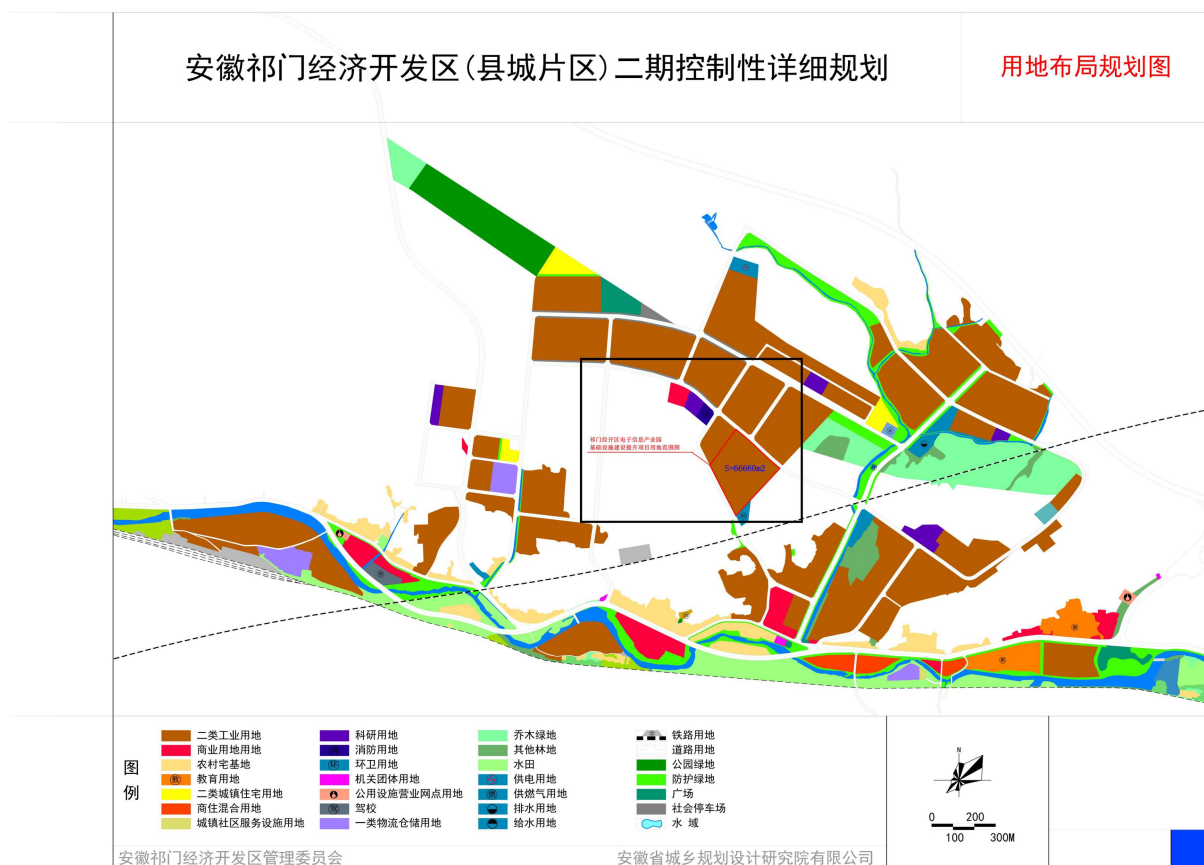 安徽祁门经济开发区(县城片区)二期控制性详细规划
用地布局规划图
祁门经开区电子信息产业园
基础设施建设提升项目用地范围图
S=66660m2
图例
二类工业用地
商业用地用地
农村宅基地
教 教育用地
二类城镇住宅用地
商住混合用地
城镇社区服务设施用地
科研用地
消防用地
环卫用地
机关团体用地
公用设施营业网点用地
驾校
一类物流仓储用地
乔木绿地
其他林地
水田
供电用地
供燃气用地
排水用地
给水用地
铁路用地
道路用地
公园绿地
防护绿地
广场
社会停车场
水 域
N
0 200
100 300M
安徽祁门经济开发区管理委员会
安徽省城乡规划设计研究院有限公司